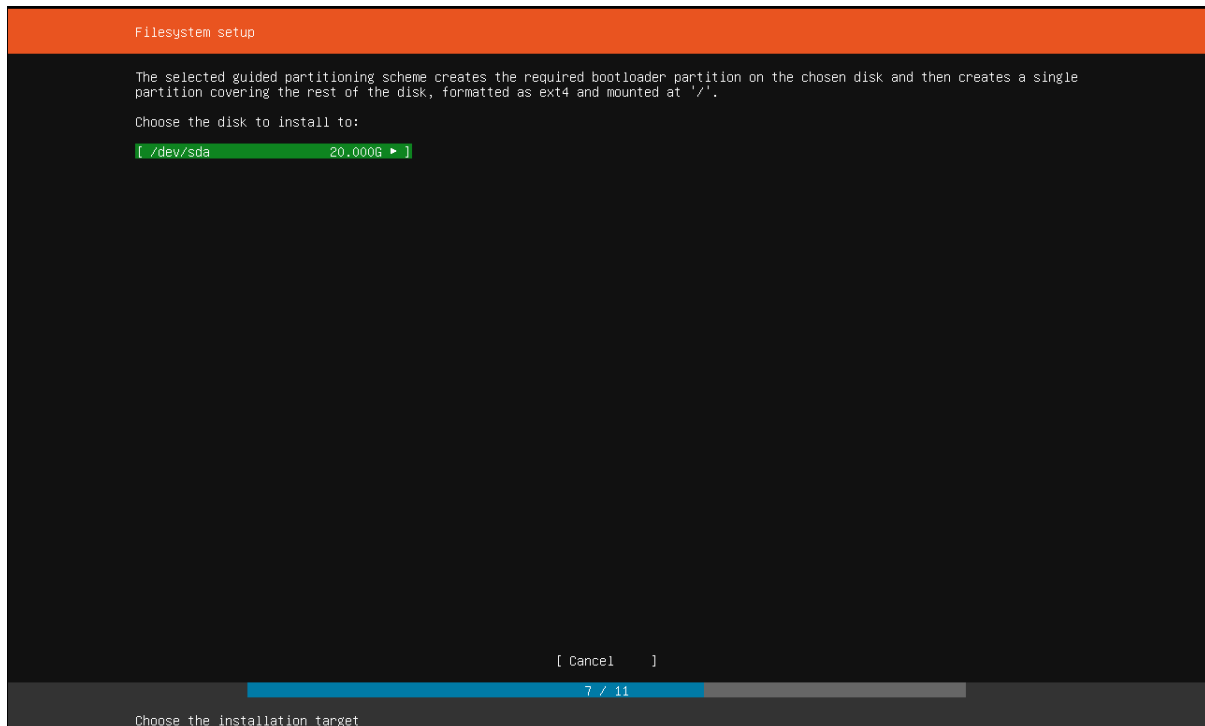 Filesystem setup
The selected guided partitioning scheme creates the required bootloader partition on the chosen disk and then creates a single
partition covering the rest of the disk, formatted as ext4 and mounted at '/'.
Choose the disk to install to:
[ /dev/sda 20.000G ► ]
[ Cancel ]
7 / 11
Choose the installation target